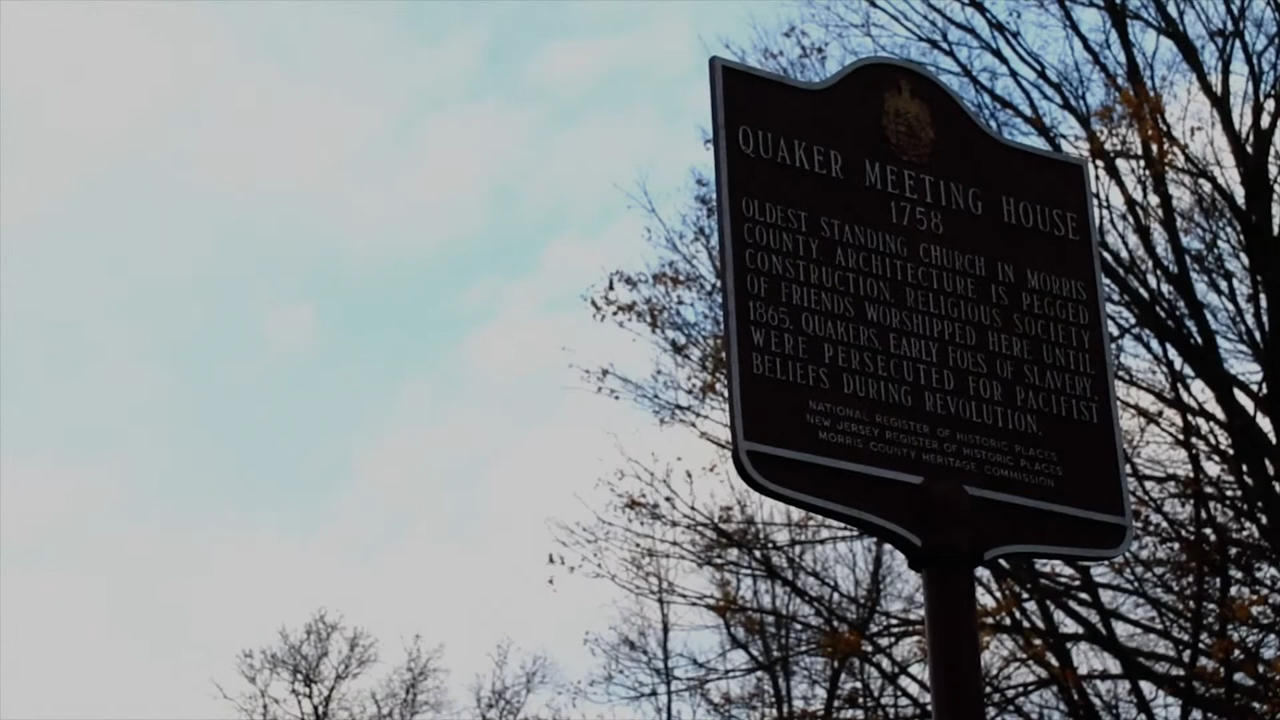 QUAKER MEETING HOUSE
1758
OLDEST STANDING CHURCH IN MORRIS
COUNTY. ARCHITECTURE IS PEGGED
CONSTRUCTION. RELIGIOUS SOCIETY
OF FRIENDS WORSHIPPED HERE UNTIL
1865. QUAKERS, EARLY FOES OF SLAVERY,
WERE PERSECUTED FOR PACIFIST
BELIEFS DURING REVOLUTION.
NATIONAL REGISTER OF HISTORIC PLACES
NEW JERSEY REGISTER OF HISTORIC PLACES
MORRIS COUNTY HERITAGE COMMISSION